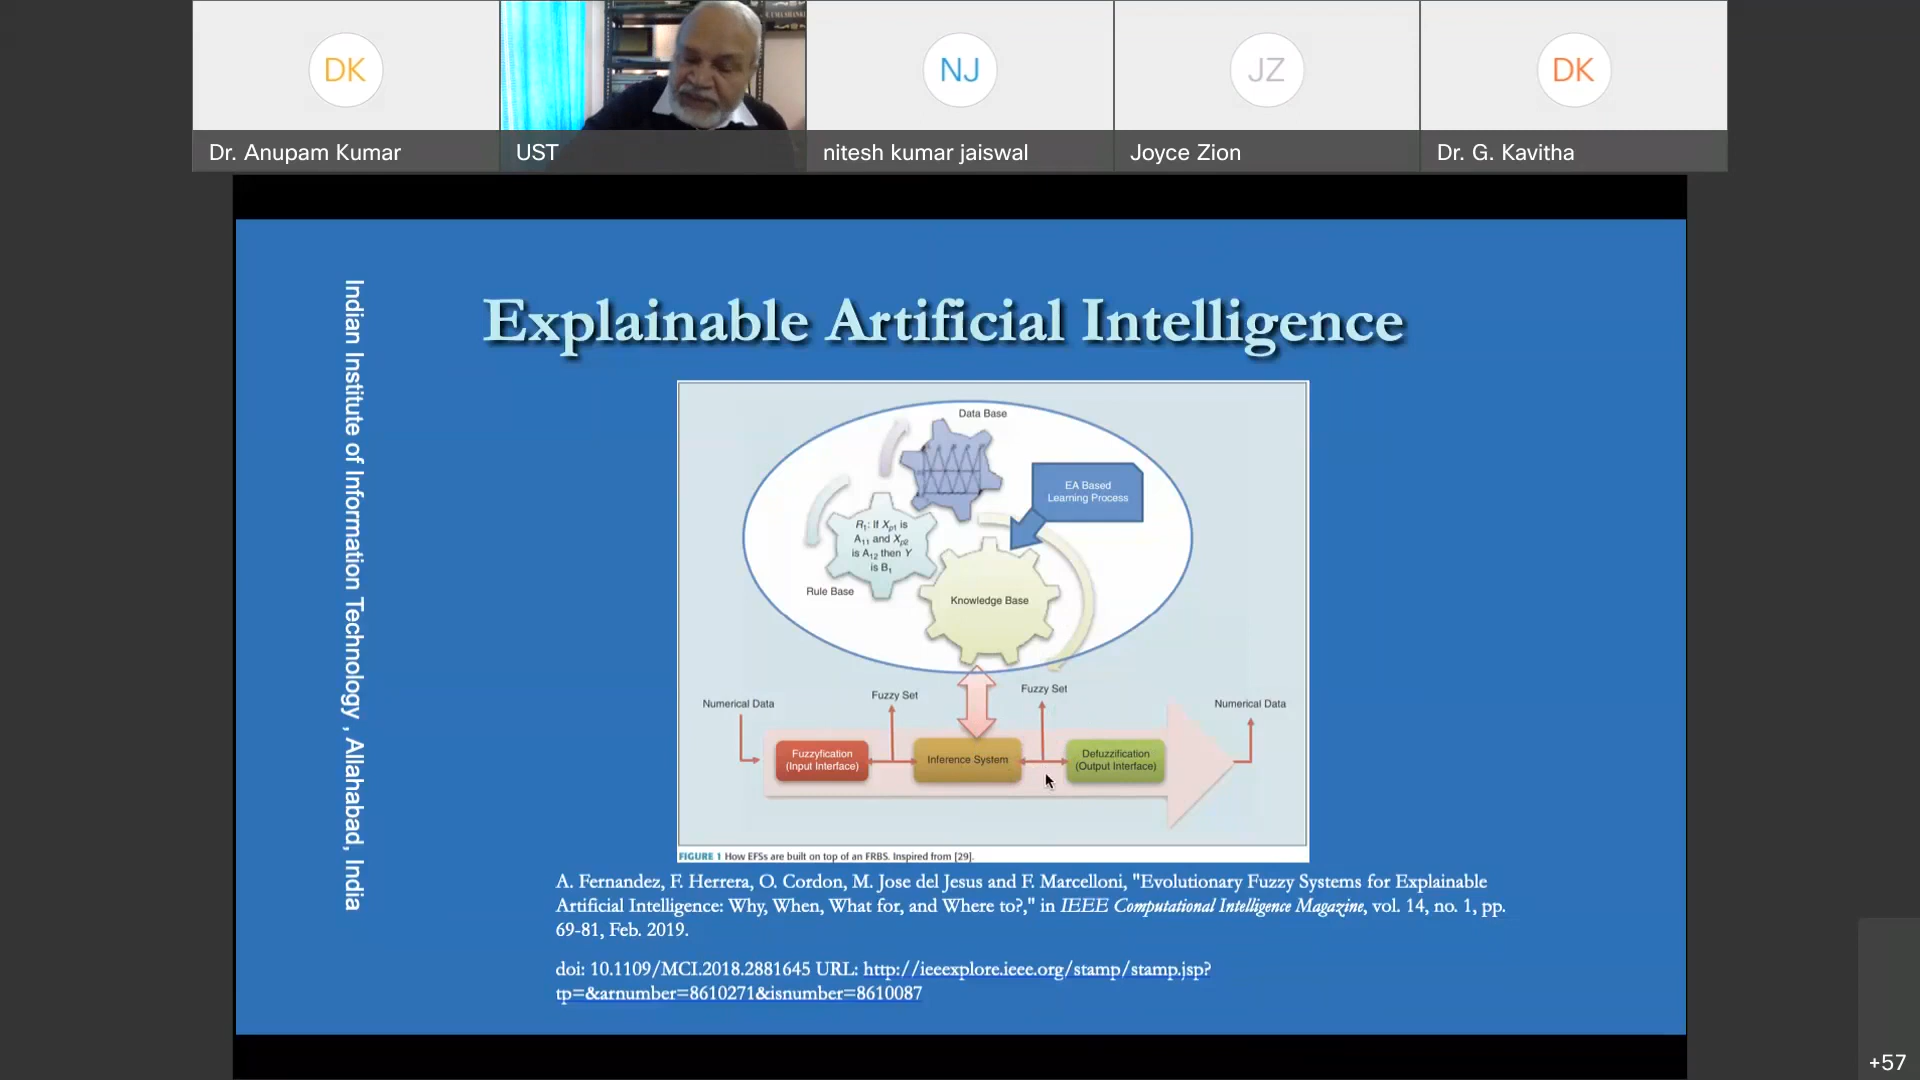 DK
NJ
JZ
DK
Dr. Anupam Kumar
UST
nitesh kumar jaiswal
Joyce Zion
Dr. G. Kavitha
Indian Institute of Information Technology , Allahabad, India
Explainable Artificial Intelligence
Data Base
EA Based
Learning Process
R1: If Xp1 is
A11 and Xp2
is A12 then Y
is B1
Rule Base
Knowledge Base
Numerical Data
Fuzzy Set
Fuzzy Set
Numerical Data
Fuzzyfication
(Input Interface)
Inference System
Defuzzification
(Output Interface)
FIGURE 1 How EFSs are built on top of an FRBS. Inspired from [29].
A. Fernandez, F. Herrera, O. Cordon, M. Jose del Jesus and F. Marcelloni, "Evolutionary Fuzzy Systems for Explainable
Artificial Intelligence: Why, When, What for, and Where to?," in IEEE Computational Intelligence Magazine, vol. 14, no. 1, pp.
69-81, Feb. 2019.
doi: 10.1109/MCI.2018.2881645 URL: http://ieeexplore.ieee.org/stamp/stamp.jsp?
tp=&arnumber=8610271&isnumber=8610087
+57